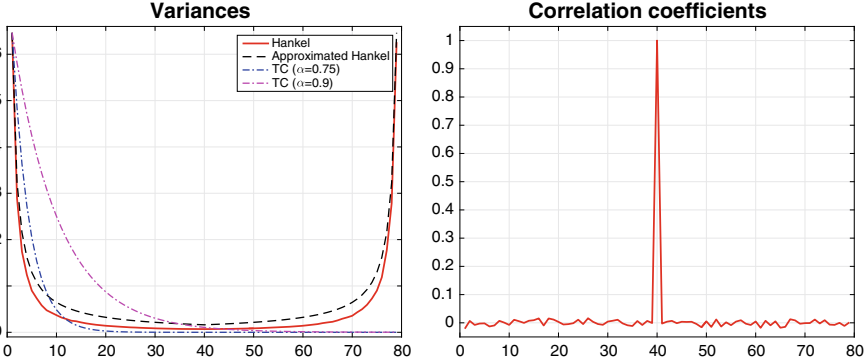 Variances
Hankel
Approximated Hankel
TC (α=0.75)
TC (α=0.9)
0 10 20 30 40 50 60 70 80
Correlation coefficients
1
0.9
0.8
0.7
0.6
0.5
0.4
0.3
0.2
0.1
0
0 10 20 30 40 50 60 70 80